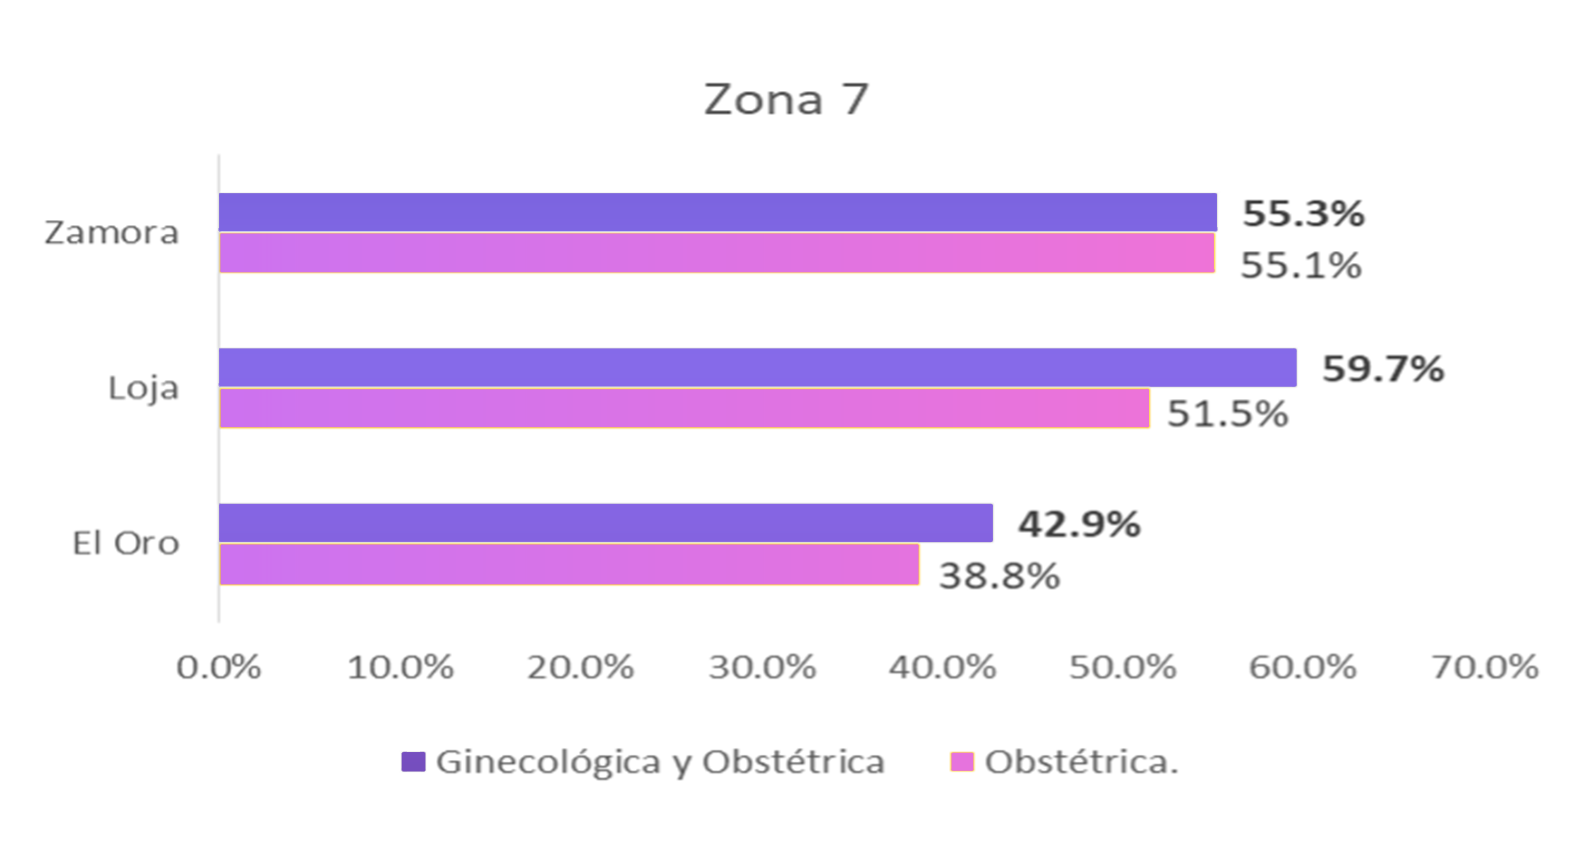 Zona 7
Zamora
55.3%
55.1%
Loja
59.7%
51.5%
El Oro
42.9%
38.8%
0.0% 10.0% 20.0% 30.0% 40.0% 50.0% 60.0% 70.0%
Ginecológica y Obstétrica Obstétrica.